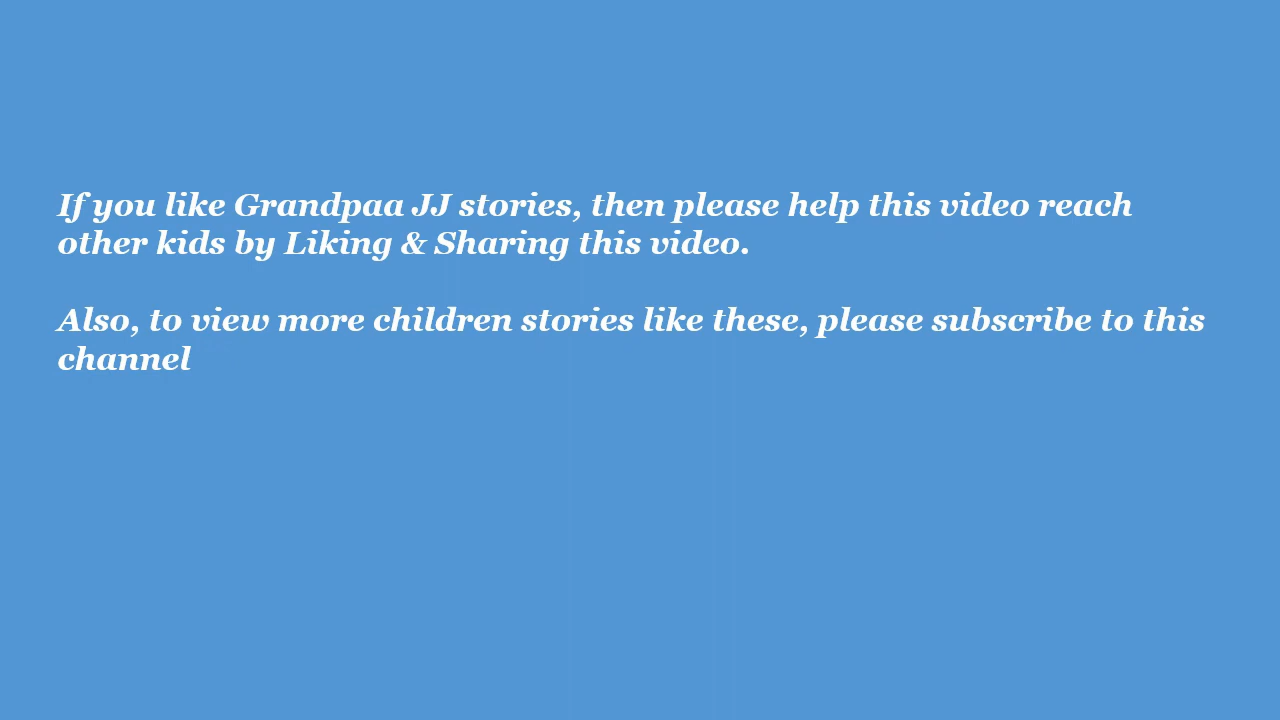 If you like Grandpaa JJ stories, then please help this video reach
other kids by Liking & Sharing this video.
Also, to view more children stories like these, please subscribe to this
channel